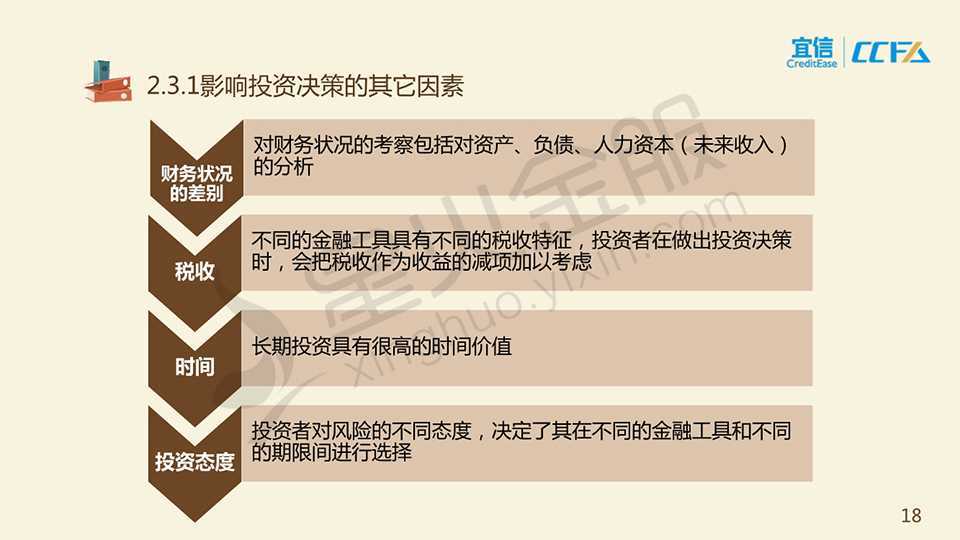 宜信
CreditEase
CCFA
2.3.1影响投资决策的其它因素
财务状况
的差别
对财务状况的考察包括对资产、负债、人力资本（未来收入）
的分析
税收
不同的金融工具具有不同的税收特征，投资者在做出投资决策
时，会把税收作为收益的减项加以考虑
时间
长期投资具有很高的时间价值
投资态度
投资者对风险的不同态度，决定了其在不同的金融工具和不同
的期限间进行选择
星火金服
xinghuo.yixin.com
18